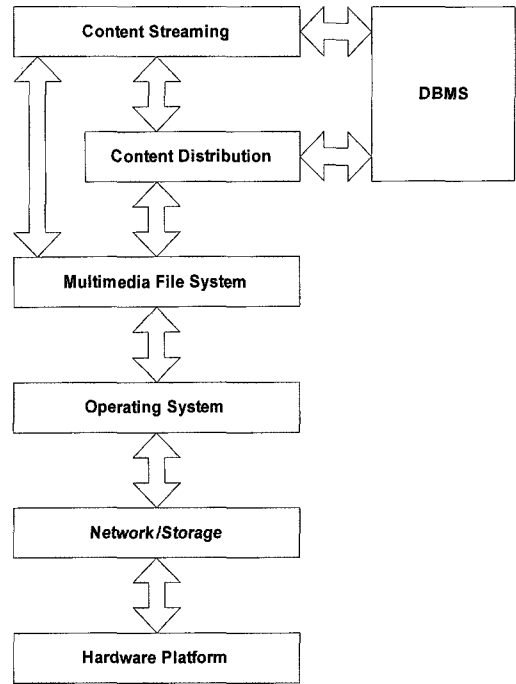 Content Streaming
DBMS
Content Distribution
Multimedia File System
Operating System
Network/Storage
Hardware Platform